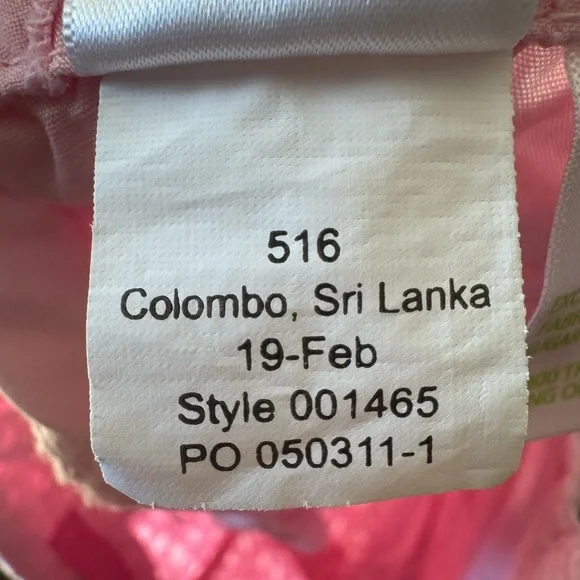 516
Colombo, Sri Lanka
19-Feb
Style 001465
PO 050311-1